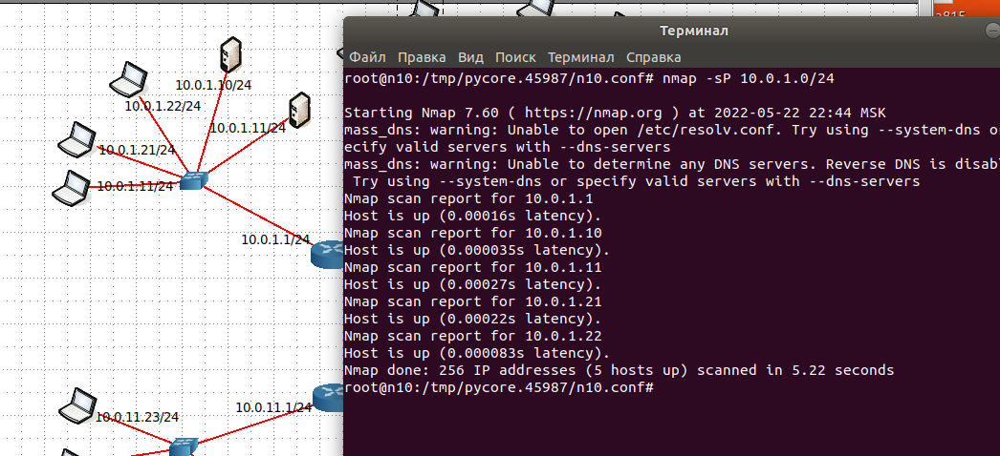 10.0.1.10/24
10.0.1.22/24
10.0.1.11/24
10.0.1.21/24
10.0.1.11/24
10.0.1.1/24
10.0.11.23/24
10.0.11.1/24
Терминал
Файл Правка Вид Поиск Терминал Справка
root@n10:/tmp/pycore.45987/n10.conf# nmap -sP 10.0.1.0/24
Starting Nmap 7.60 ( https://nmap.org ) at 2022-05-22 22:44 MSK
mass_dns: warning: Unable to open /etc/resolv.conf. Try using --system-dns o
ecify valid servers with --dns-servers
mass_dns: warning: Unable to determine any DNS servers. Reverse DNS is disab
Try using --system-dns or specify valid servers with --dns-servers
Nmap scan report for 10.0.1.1
Host is up (0.00016s latency).
Nmap scan report for 10.0.1.10
Host is up (0.000035s latency).
Nmap scan report for 10.0.1.11
Host is up (0.00027s latency).
Nmap scan report for 10.0.1.21
Host is up (0.00022s latency).
Nmap scan report for 10.0.1.22
Host is up (0.000083s latency).
Nmap done: 256 IP addresses (5 hosts up) scanned in 5.22 seconds
root@n10:/tmp/pycore.45987/n10.conf#